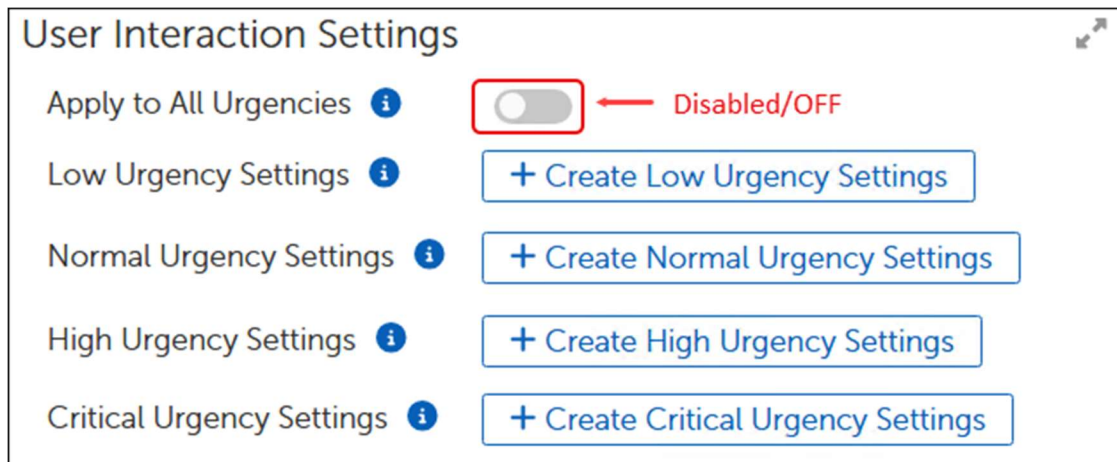 User Interaction Settings
Apply to All Urgencies Disabled/OFF
Low Urgency Settings + Create Low Urgency Settings
Normal Urgency Settings + Create Normal Urgency Settings
High Urgency Settings + Create High Urgency Settings
Critical Urgency Settings + Create Critical Urgency Settings